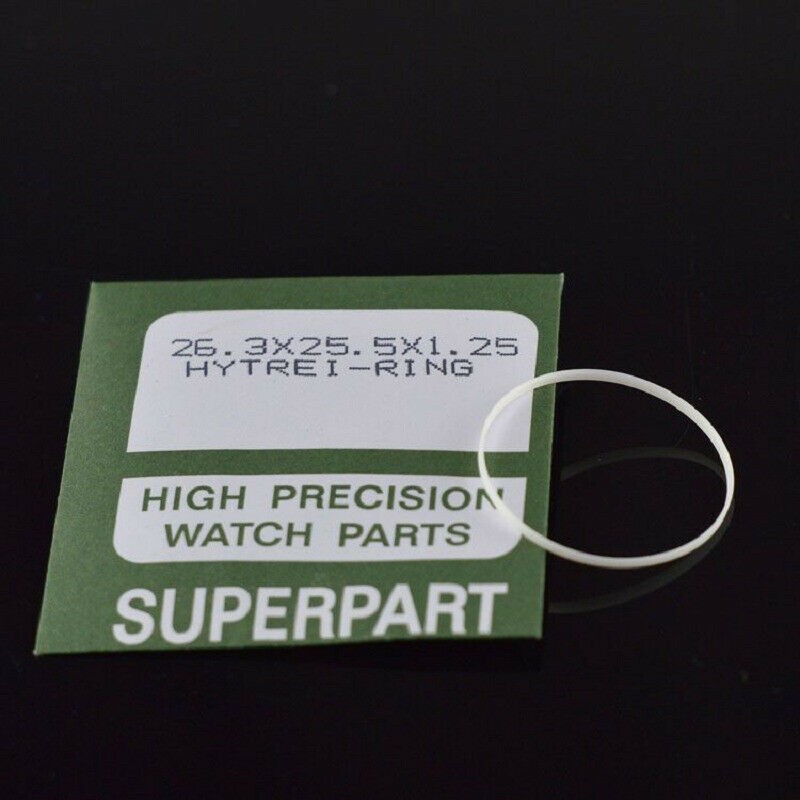 26.3X25.5X1.25
HYTREI-RING
HIGH PRECISION
WATCH PARTS
SUPERPART